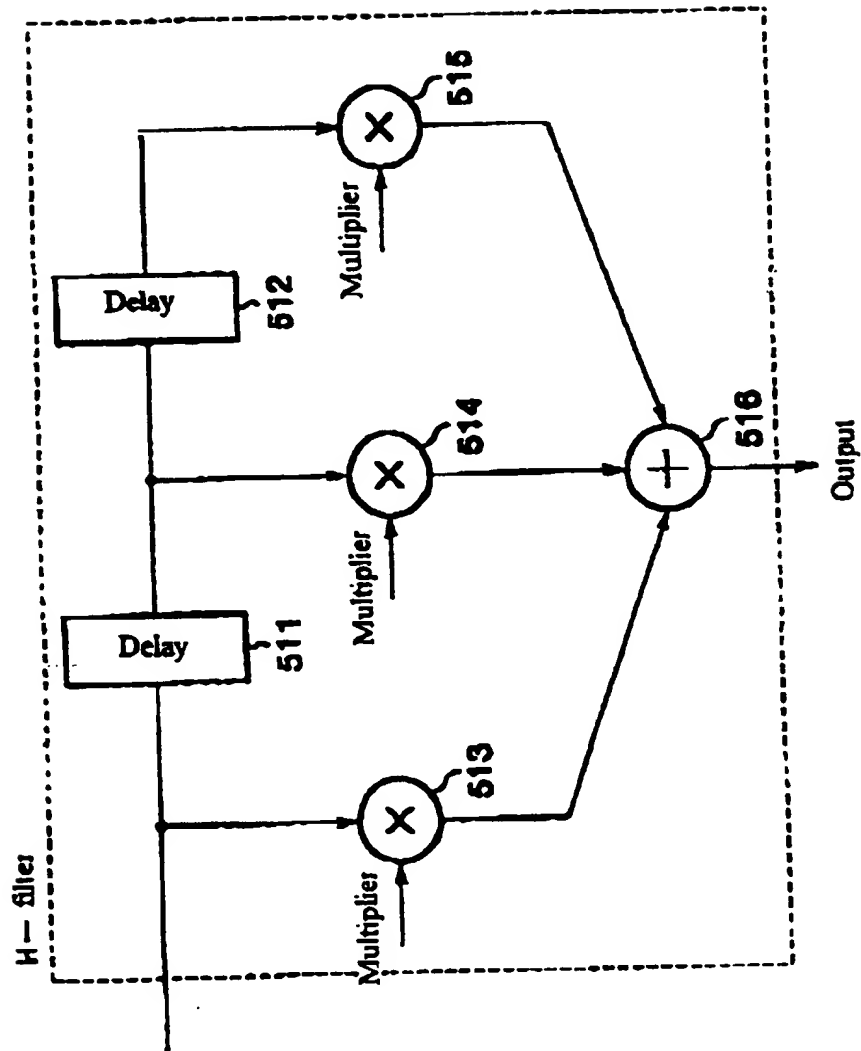 H— filter
Delay
511
Delay
512
Multiplier
513
Multiplier
514
Multiplier
515
516
Output